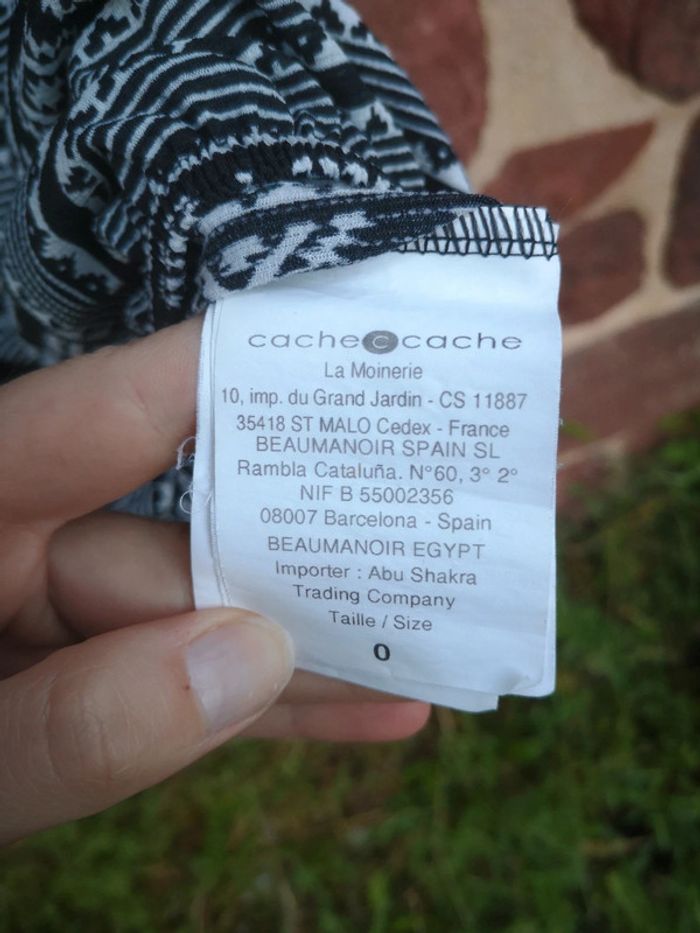 cache c cache
La Moinerie
10, imp. du Grand Jardin - CS 11887
35418 ST MALO Cedex - France
BEAUMANOIR SPAIN SL
Rambla Cataluña. N°60, 3° 2°
NIF B 55002356
08007 Barcelona - Spain
BEAUMANOIR EGYPT
Importer : Abu Shakra
Trading Company
Taille / Size
0